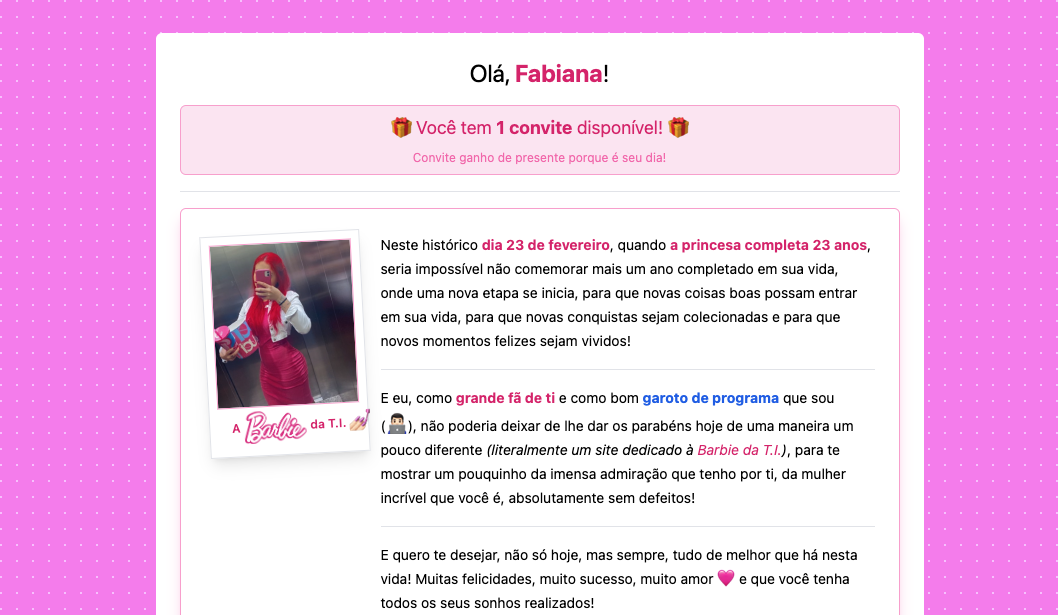 Olá, Fabiana!
🎁 Você tem 1 convite disponível! 🎁
Convite ganho de presente porque é seu dia!
A Barbie da T.I. 💅🏻
Neste histórico dia 23 de fevereiro, quando a princesa completa 23 anos,
seria impossível não comemorar mais um ano completado em sua vida,
onde uma nova etapa se inicia, para que novas coisas boas possam entrar
em sua vida, para que novas conquistas sejam colecionadas e para que
novos momentos felizes sejam vividos!
E eu, como grande fã de ti e como bom garoto de programa que sou
(👨🏻‍💻), não poderia deixar de lhe dar os parabéns hoje de uma maneira um
pouco diferente (literalmente um site dedicado à Barbie da T.I.), para te
mostrar um pouquinho da imensa admiração que tenho por ti, da mulher
incrível que você é, absolutamente sem defeitos!
E quero te desejar, não só hoje, mas sempre, tudo de melhor que há nesta
vida! Muitas felicidades, muito sucesso, muito amor 💗 e que você tenha
todos os seus sonhos realizados!